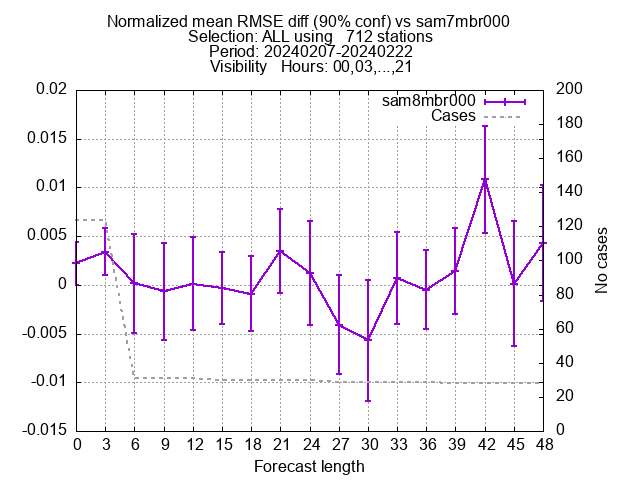 Normalized mean RMSE diff (90% conf) vs sam7mbr000
Selection: ALL using   712 stations
Period: 20240207-20240222
Visibility   Hours: 00,03,...,21
0.02
0.015
0.01
0.005
0
-0.005
-0.01
-0.015
200
180
160
140
120
100
80
60
40
20
0
sam8mbr000
Cases
No cases
0 3 6 9 12 15 18 21 24 27 30 33 36 39 42 45 48
Forecast length